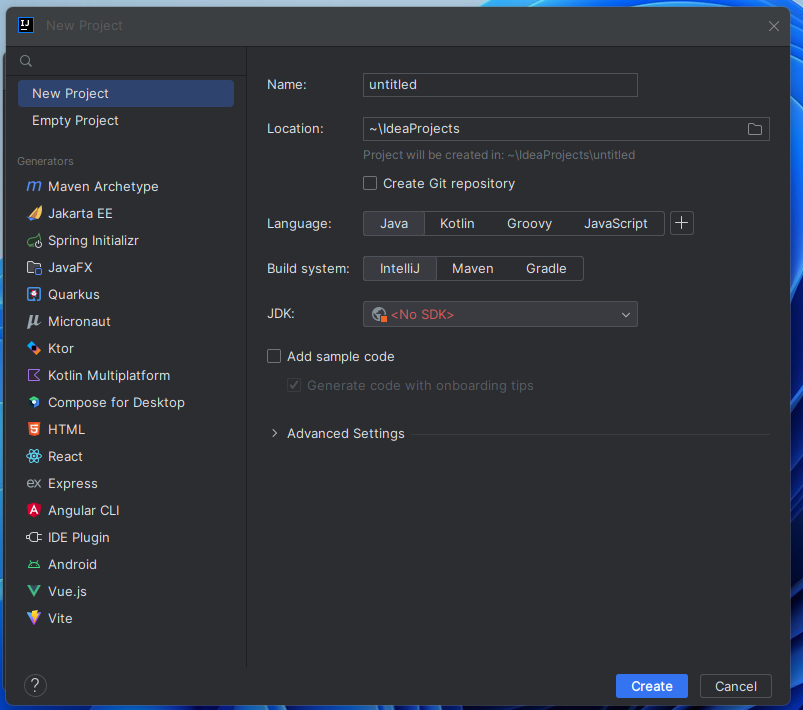 New Project
New Project
Empty Project
Generators
Maven Archetype
Jakarta EE
Spring Initializr
JavaFX
Quarkus
Micronaut
Ktor
Kotlin Multiplatform
Compose for Desktop
HTML
React
Express
Angular CLI
IDE Plugin
Android
Vue.js
Vite
Name: untitled
Location: ~\IdeaProjects
Project will be created in: ~\IdeaProjects\untitled
Create Git repository
Language: Java Kotlin Groovy JavaScript
Build system: IntelliJ Maven Gradle
JDK: <No SDK>
Add sample code
Generate code with onboarding tips
Advanced Settings
? Create Cancel